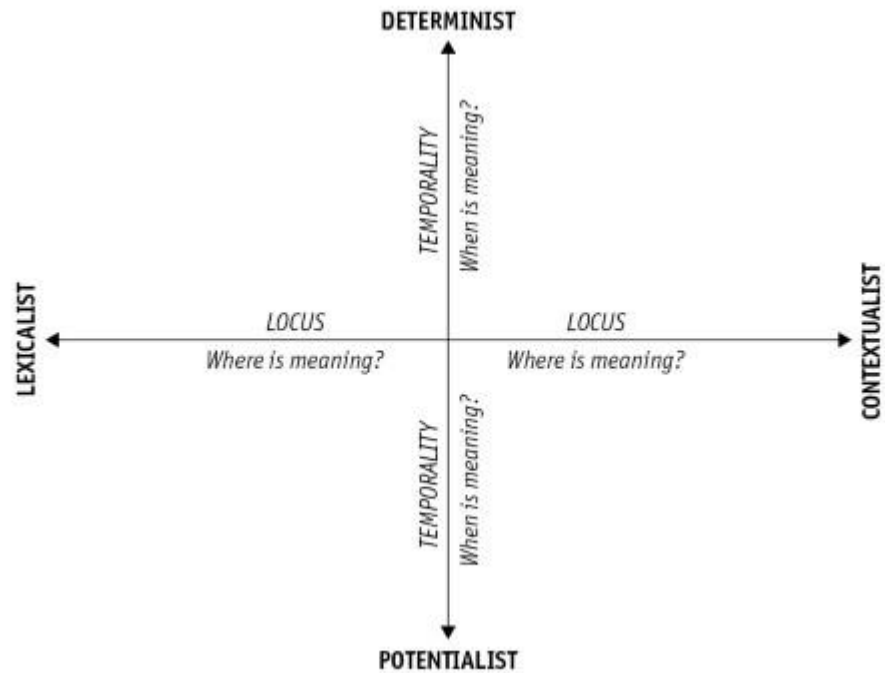 DETERMINIST
TEMPORALITY
When is meaning?
LEXICALIST
LOCUS
Where is meaning?
LOCUS
Where is meaning?
CONTEXTUALIST
TEMPORALITY
When is meaning?
POTENTIALIST